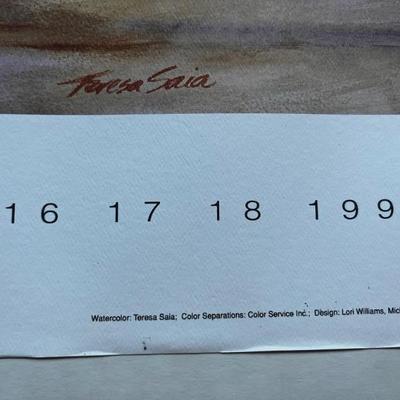 Teresa Saia
16 17 18 199
Watercolor: Teresa Saia; Color Separations: Color Service Inc.; Design: Lori Williams,